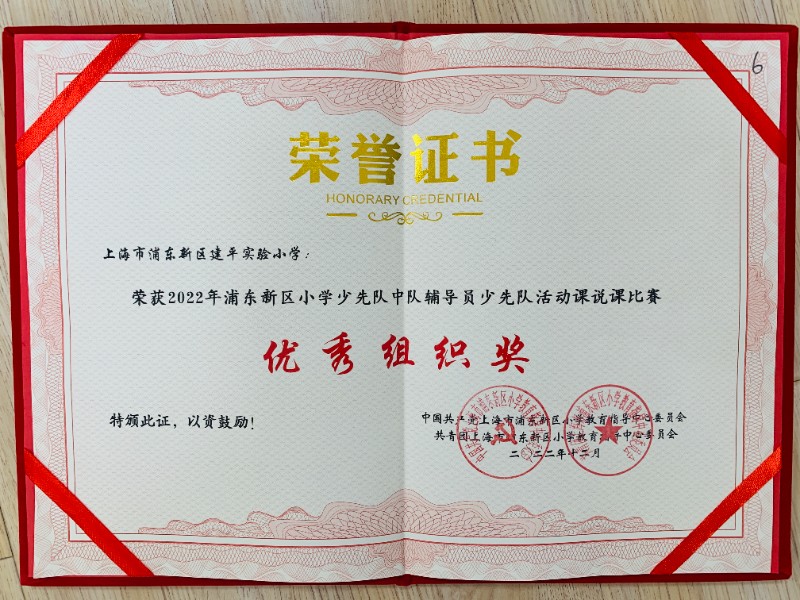 6
荣誉证书
HONORARY CREDENTIAL
上海市浦东新区建平实验小学：
荣获2022年浦东新区小学少先队中队辅导员少先队活动课说课比赛
优秀组织奖
特颁此证，以资鼓励！
中国共产党上海市浦东新区小学教育指导中心委员会
共青团上海市浦东新区小学教育指导中心委员会
二〇二二年十二月